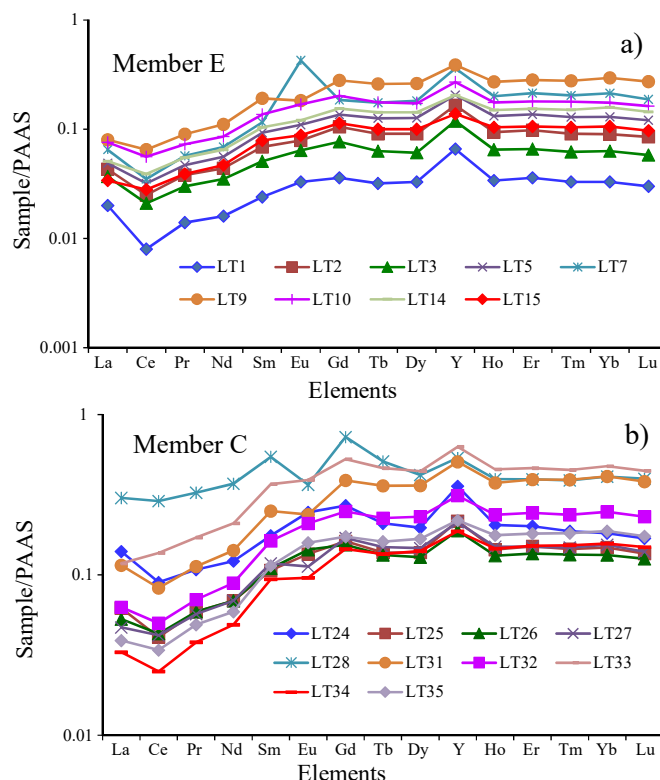 a)
Member E
1
0.1
0.01
0.001
Sample/PAAS
LT1 LT2 LT3 LT5 LT7
LT9 LT10 LT14 LT15
La Ce Pr Nd Sm Eu Gd Tb Dy Y Ho Er Tm Yb Lu
Elements
b)
Member C
1
0.1
0.01
Sample/PAAS
LT24 LT25 LT26 LT27
LT28 LT31 LT32 LT33
LT34 LT35
La Ce Pr Nd Sm Eu Gd Tb Dy Y Ho Er Tm Yb Lu
Elements